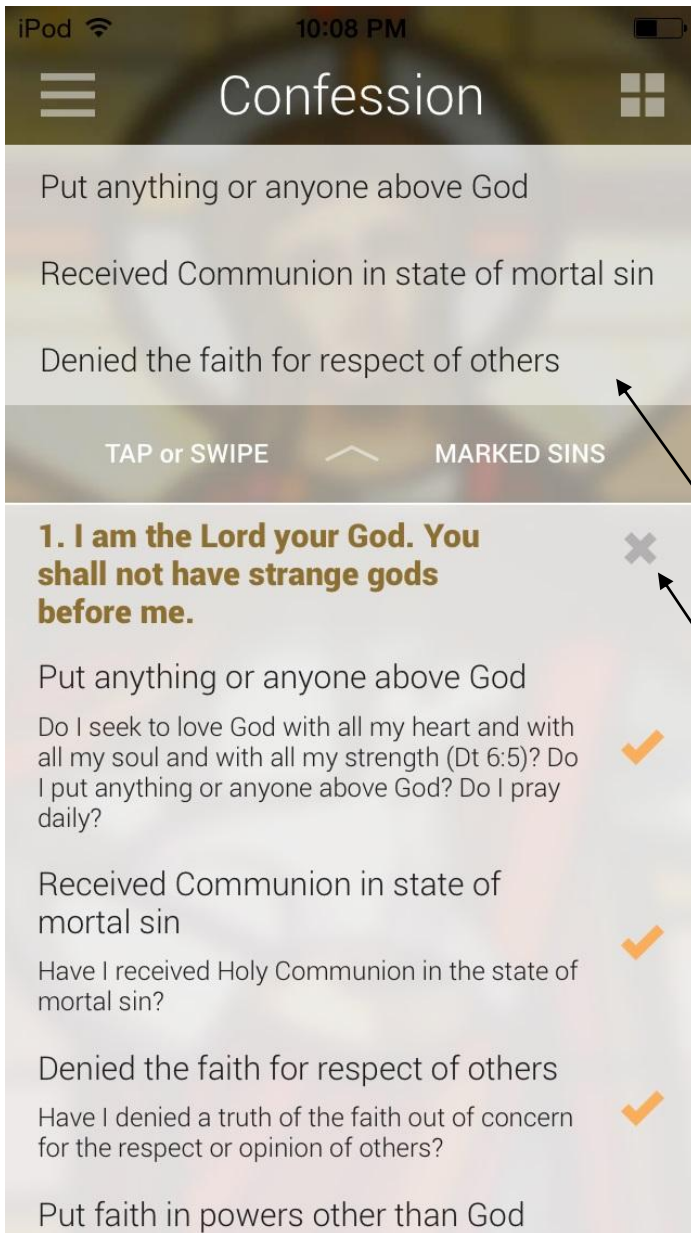 iPod 10:08 PM
Confession
Put anything or anyone above God
Received Communion in state of mortal sin
Denied the faith for respect of others
TAP or SWIPE MARKED SINS
1. I am the Lord your God. You
shall not have strange gods
before me.
Put anything or anyone above God
Do I seek to love God with all my heart and with
all my soul and with all my strength (Dt 6:5)? Do
I put anything or anyone above God? Do I pray
daily?
Received Communion in state of
mortal sin
Have I received Holy Communion in the state of
mortal sin?
Denied the faith for respect of others
Have I denied a truth of the faith out of concern
for the respect or opinion of others?
Put faith in powers other than God